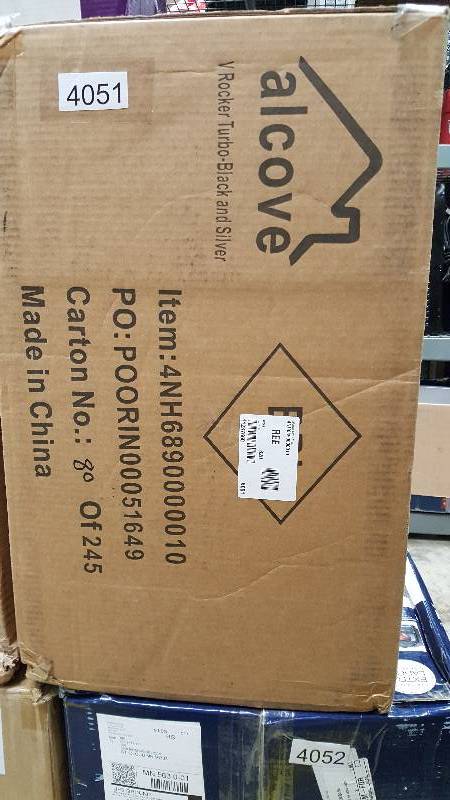 4051
alcove
V Rocker Turbo-Black and Silver
Item: 4NH6890000010
PO: POORIN00051649
Carton No.: 80 Of 245
Made in China
REE
4052